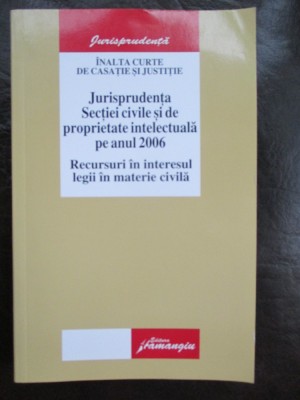 Jurisprudență
ÎNALTA CURTE
DE CASAȚIE ȘI JUSTIȚIE
Jurisprudența
Secției civile și de
proprietate intelectuală
pe anul 2006
Recursuri în interesul
legii în materie civilă
Editura
Hamangiu